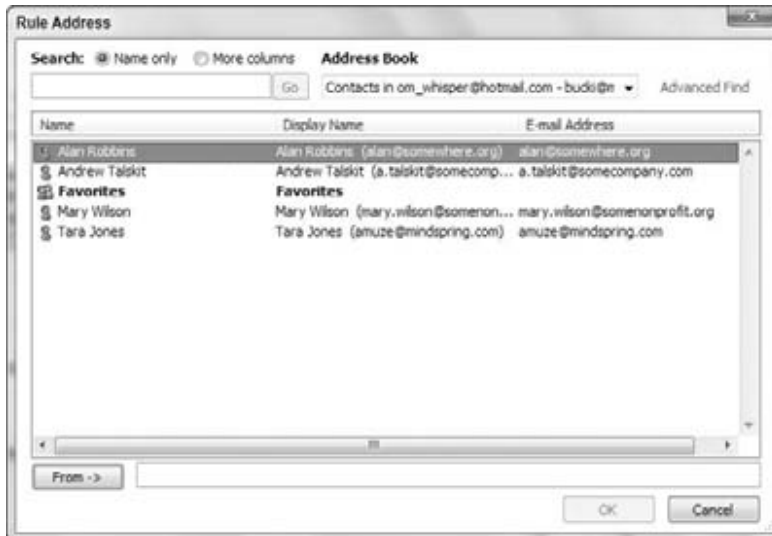 Rule Address
Search: Name only More columns Address Book
Go Contacts in om_whisper@hotmail.com - budki@m Advanced Find
Name Display Name E-mail Address
Alan Robbins Alan Robbins (alan@somewhere.org) alan@somewhere.org
Andrew Talskit Andrew Talskit (a.talskit@somecomp... a.talskit@somecompany.com
Favorites Favorites
Mary Wilson Mary Wilson (mary.wilson@somenon... mary.wilson@somenonprofit.org
Tara Jones Tara Jones (amuze@mindspring.com) amuze@mindspring.com
From ->
OK Cancel